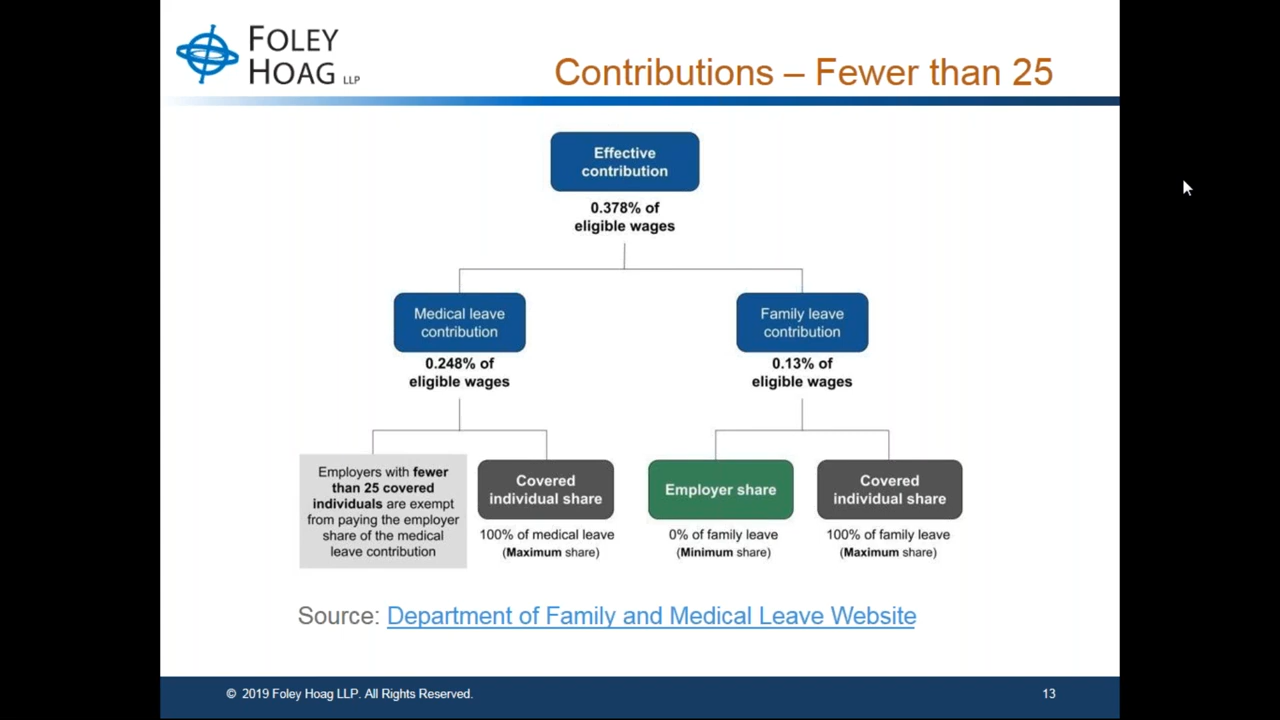 FOLEY
HOAG LLP
Contributions – Fewer than 25
Effective
contribution
0.378% of
eligible wages
Medical leave
contribution
0.248% of
eligible wages
Family leave
contribution
0.13% of
eligible wages
Employers with fewer
than 25 covered
individuals are exempt
from paying the employer
share of the medical
leave contribution
Covered
individual share
100% of medical leave
(Maximum share)
Employer share
0% of family leave
(Minimum share)
Covered
individual share
100% of family leave
(Maximum share)
Source: Department of Family and Medical Leave Website
© 2019 Foley Hoag LLP. All Rights Reserved.
13